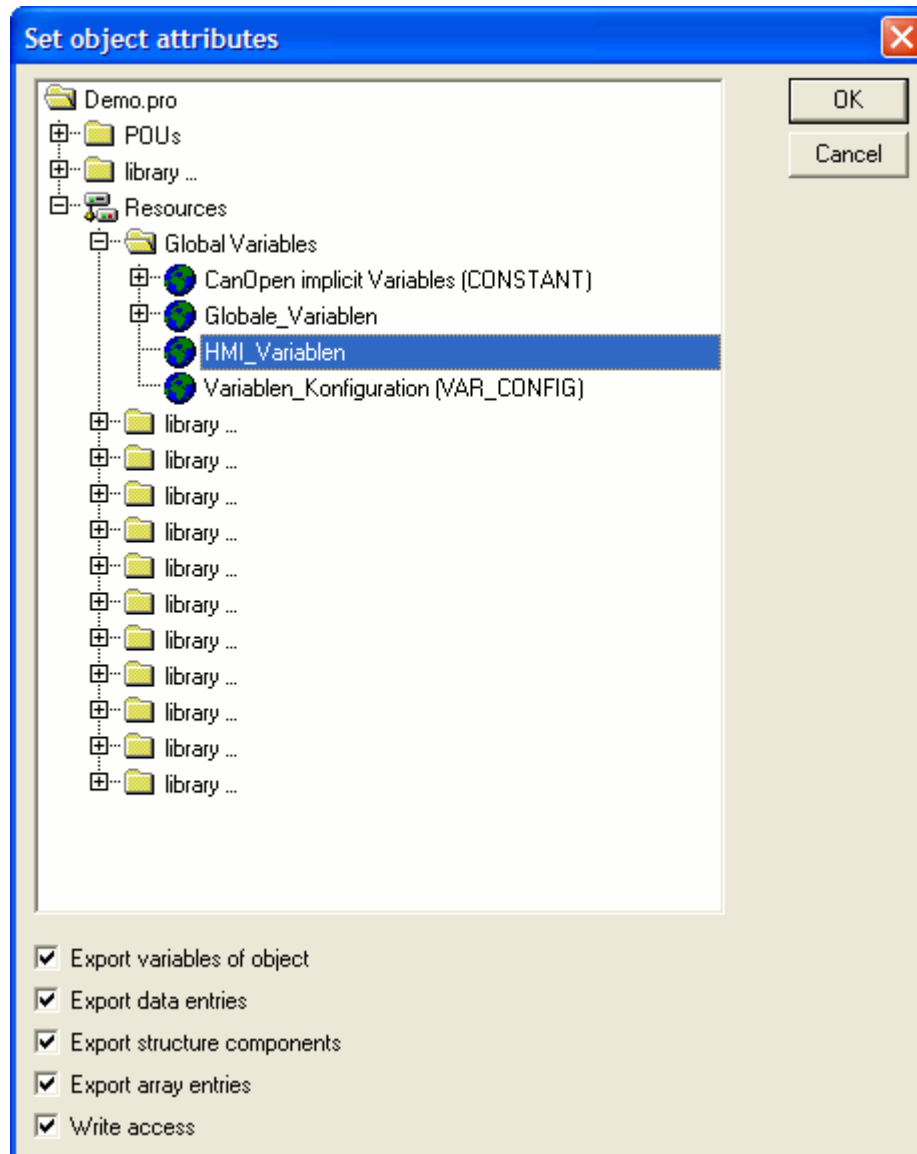 Set object attributes
Demo.pro
OK
POUs
Cancel
library ...
Resources
Global Variables
CanOpen implicit Variables (CONSTANT)
Globale_Variablen
HMI_Variablen
Variablen_Konfiguration (VAR_CONFIG)
library ...
library ...
library ...
library ...
library ...
library ...
library ...
library ...
library ...
library ...
library ...
Export variables of object
Export data entries
Export structure components
Export array entries
Write access